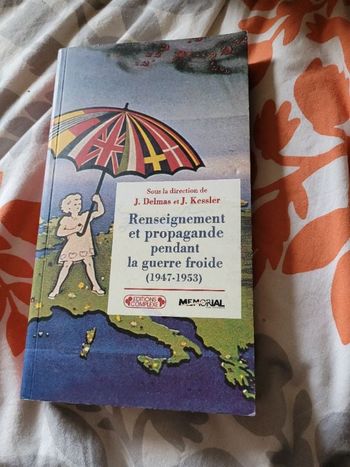 Sous la direction de
J. Delmas et J. Kessler
Renseignement
et propagande
pendant
la guerre froide
(1947-1953)
EDITIONS
COMPLEXE
MEMORIAL